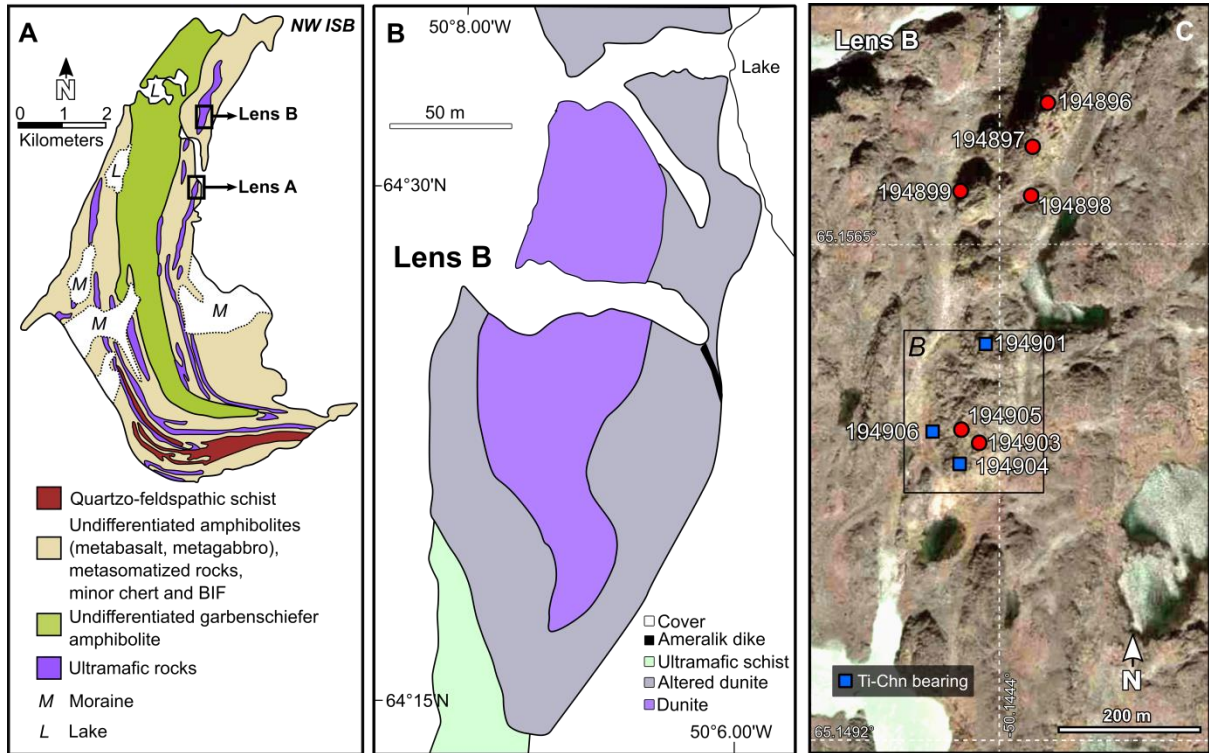 A
NW ISB
N
0 1 2
Kilometers
L
Lens B
L
Lens A
M
M
M
Quartzo-feldspathic schist
Undifferentiated amphibolites
(metabasalt, metagabbro),
metasomatized rocks,
minor chert and BIF
Undifferentiated garbenschiefer
amphibolite
Ultramafic rocks
M Moraine
L Lake
B
50°8.00'W
Lake
50 m
64°30'N
Lens B
Cover
Ameralik dike
Ultramafic schist
Altered dunite
Dunite
64°15'N
50°6.00'W
Lens B
C
194896
194897
194899
194898
65.1565°
B
194901
194905
194906
194903
194904
N
Ti-Chn bearing
-50.1444°
200 m
65.1492°